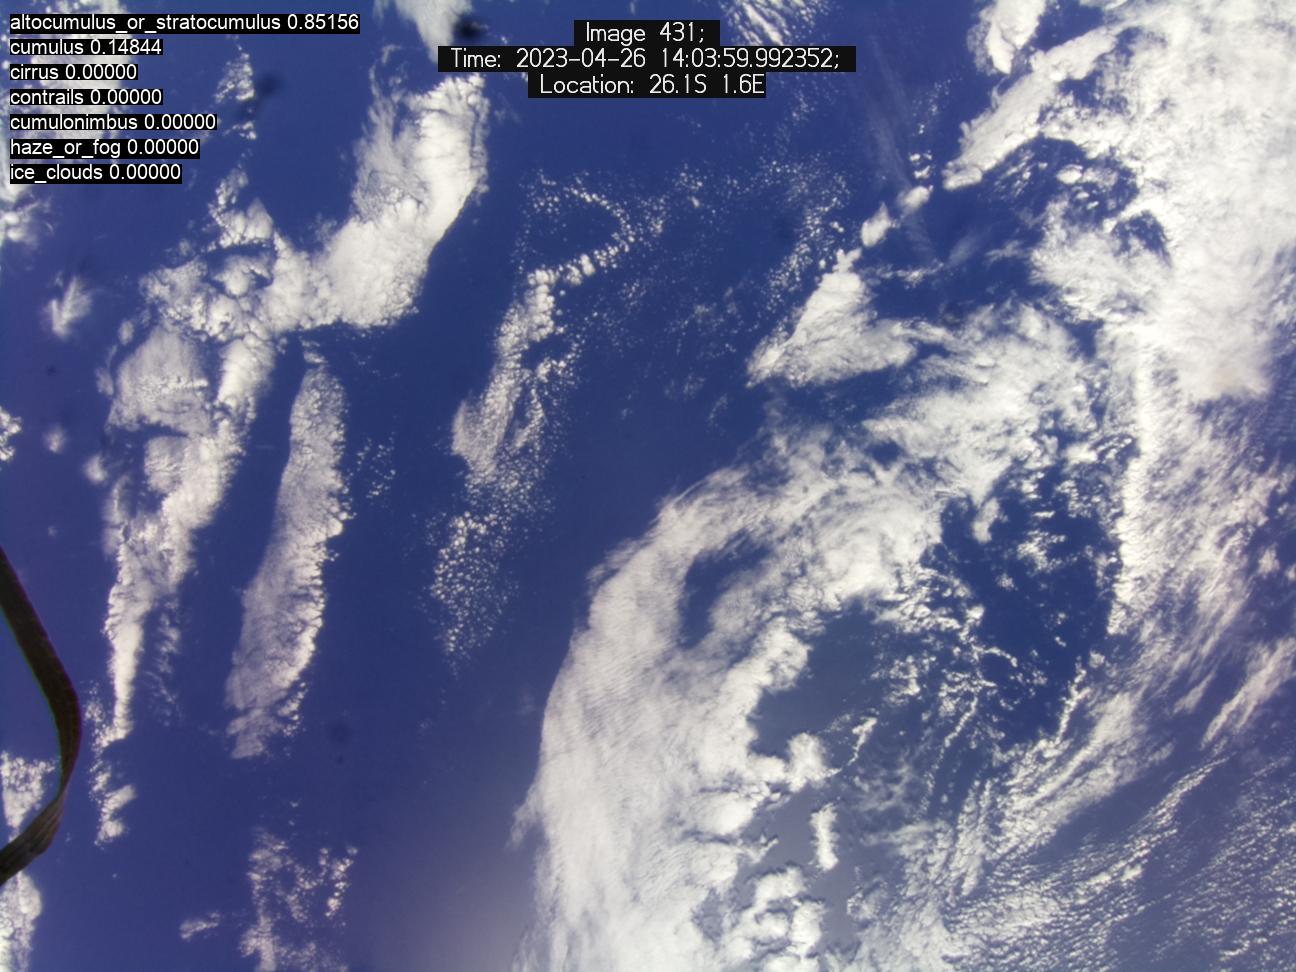 altocumulus_or_stratocumulus 0.85156
cumulus 0.14844
cirrus 0.00000
contrails 0.00000
cumulonimbus 0.00000
haze_or_fog 0.00000
ice_clouds 0.00000
Image 431;
Time: 2023-04-26 14:03:59.992352;
Location: 26.1S 1.6E